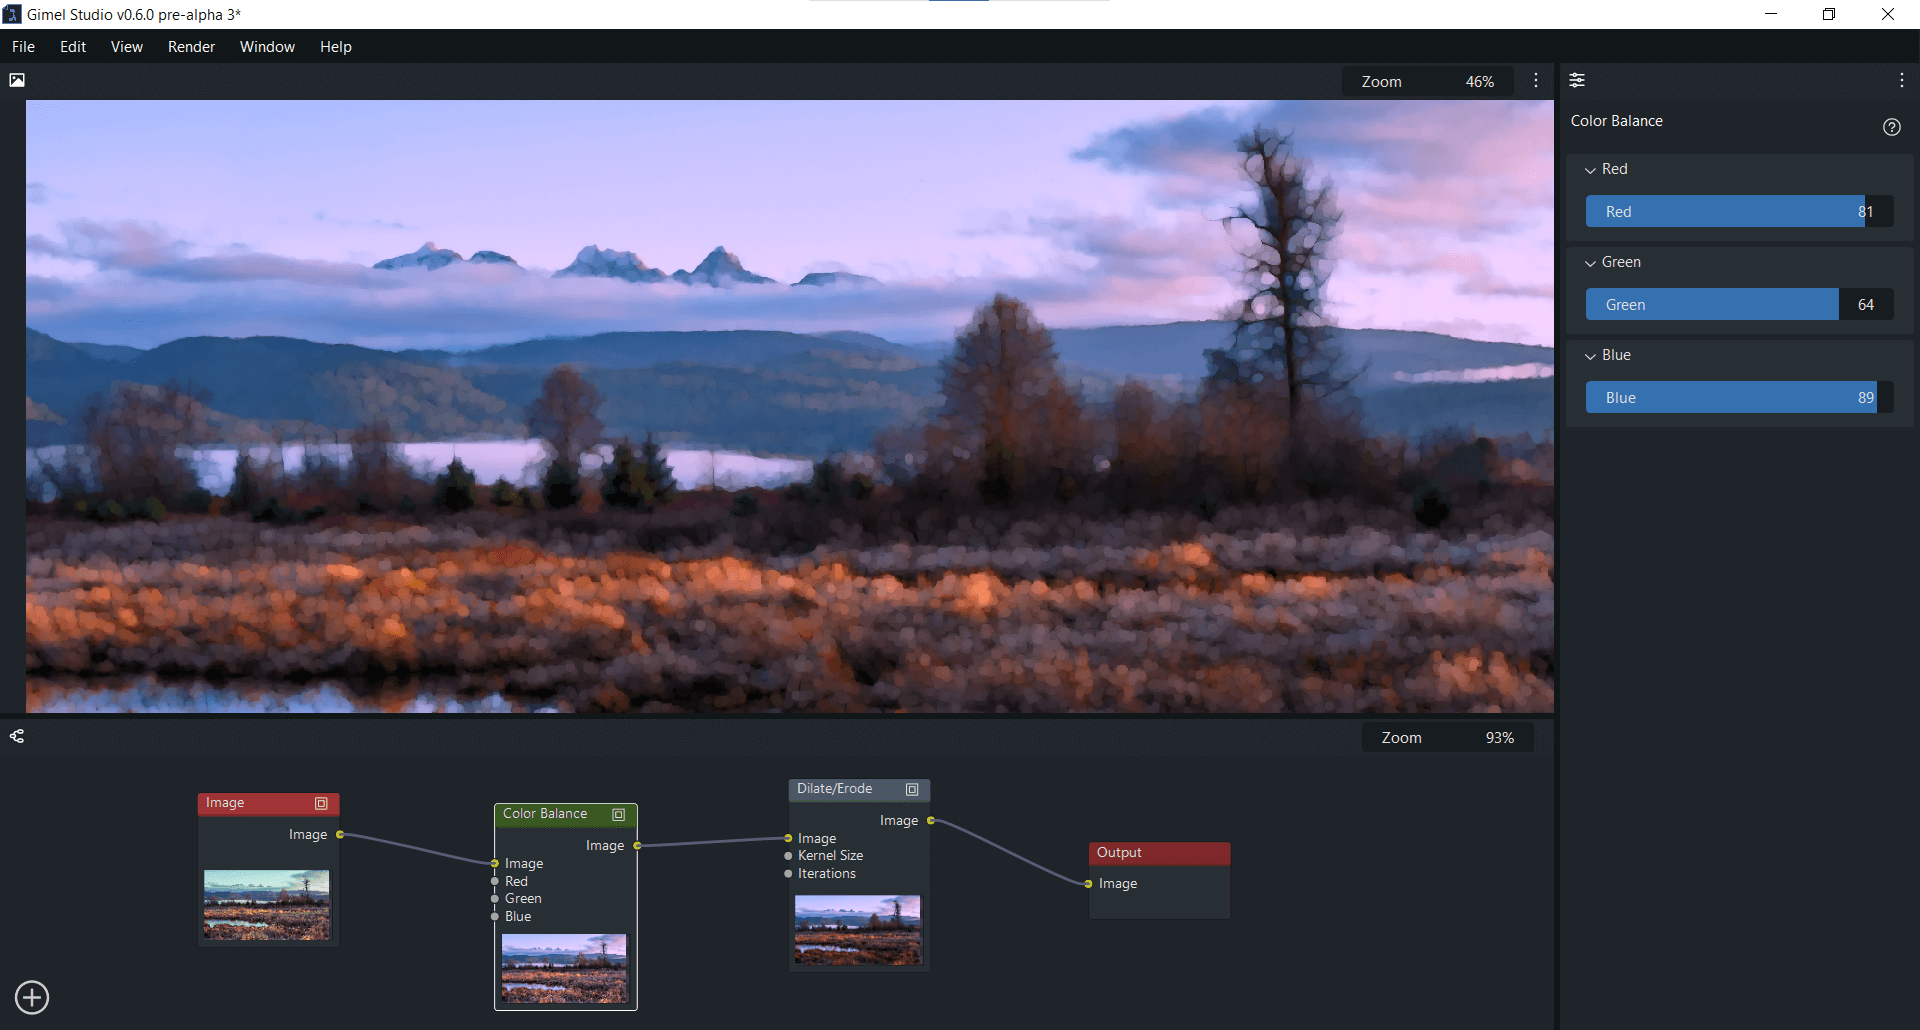 Gimel Studio v0.6.0 pre-alpha 3*
File Edit View Render Window Help
Zoom 46%
Color Balance
Red
Red 81
Green
Green 64
Blue
Blue 89
Zoom 93%
Image
Image
Color Balance
Image
Image
Red
Green
Blue
Dilate/Erode
Image
Image
Kernel Size
Iterations
Output
Image